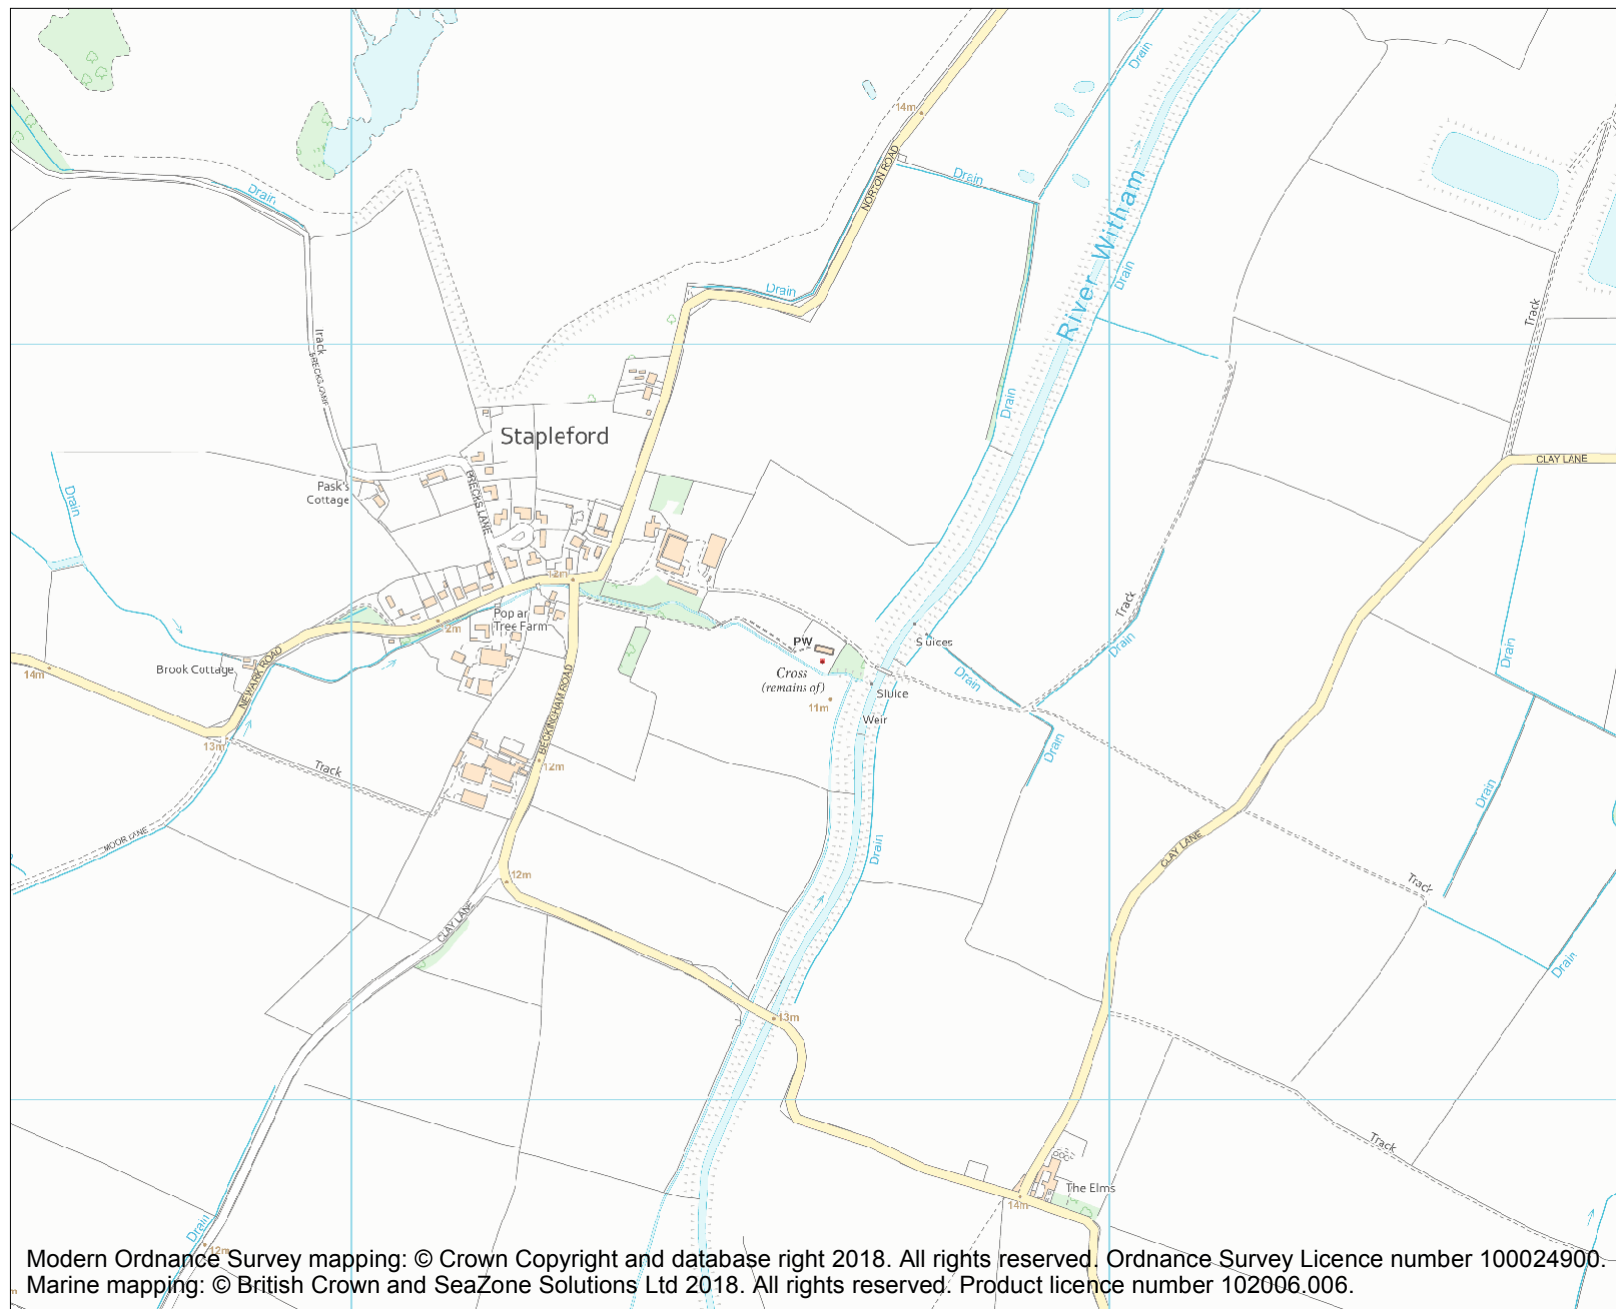 Drain
14m
Drain
NORTON ROAD
Drain
River Witham
Drain
Drain
Track
Track
BRECKS LANE
Drain
Stapleford
CLAY LANE
Pask's
Cottage
BRECKS LANE
Drain
12m
Poplar
Tree Farm
2m
Track
Drain
PW
Sluices
Cross
(remains of)
Drain
Sluice
11m
Weir
Drain
Brook Cottage
14m
NEWARK ROAD
13m
BECKINGHAM ROAD
12m
Drain
Track
Drain
MOOR LANE
Drain
CLAY LANE
12m
Track
CLAY LANE
Drain
13m
Track
The Elms
14m
Drain
12m
m
Modern Ordnance Survey mapping: © Crown Copyright and database right 2018. All rights reserved. Ordnance Survey Licence number 100024900.
Marine mapping: © British Crown and SeaZone Solutions Ltd 2018. All rights reserved. Product licence number 102006.006.